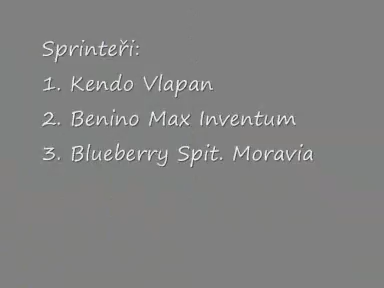 Sprinteři:
1. Kendo Vlapan
2. Benino Max Inventum
3. Blueberry Spit. Moravia